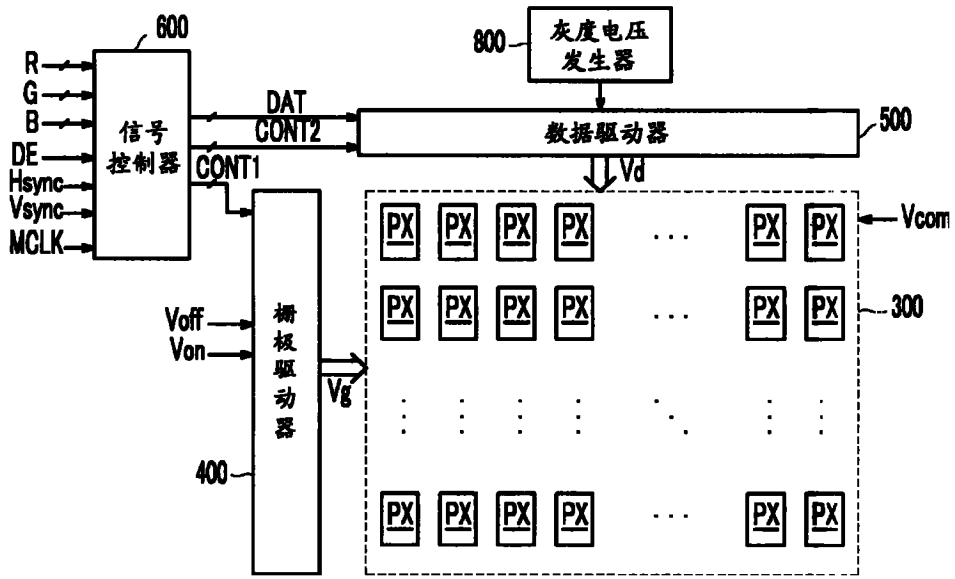 600
R
G
B
DE
Hsync
Vsync
MCLK
信号
控制器
DAT
CONT2
CONT1
800
灰度电压
发生器
数据驱动器
500
Vd
Vcom
PX PX PX PX ... PX PX
300
PX PX PX PX ... PX PX
Voff
Von
栅极驱动器
Vg
400
PX PX PX PX ... PX PX